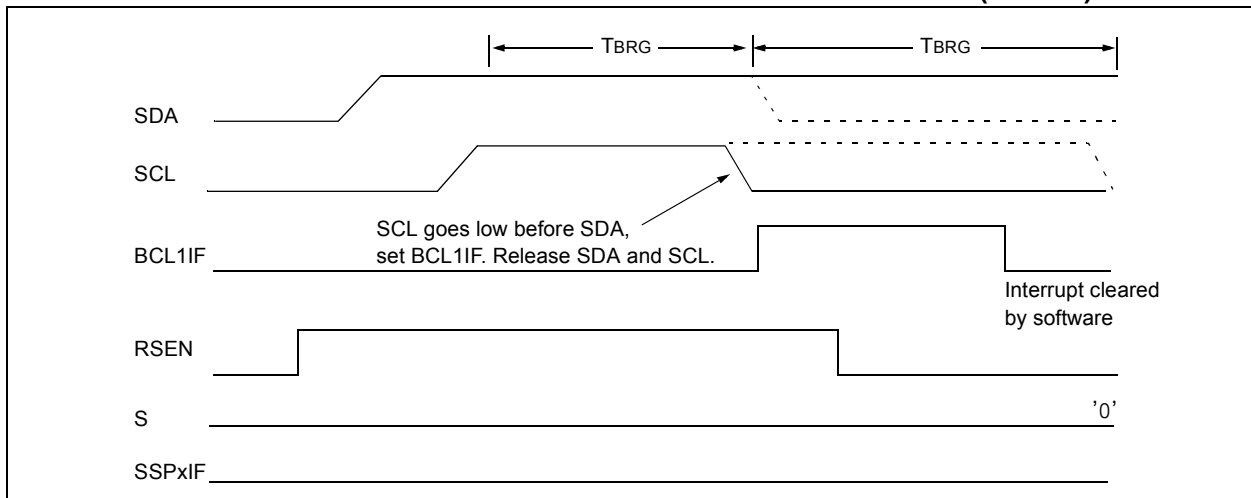 TBRG TBRG
SDA
SCL
SCL goes low before SDA,
set BCL1IF. Release SDA and SCL.
BCL1IF
Interrupt cleared
by software
RSEN
S '0'
SSPxIF